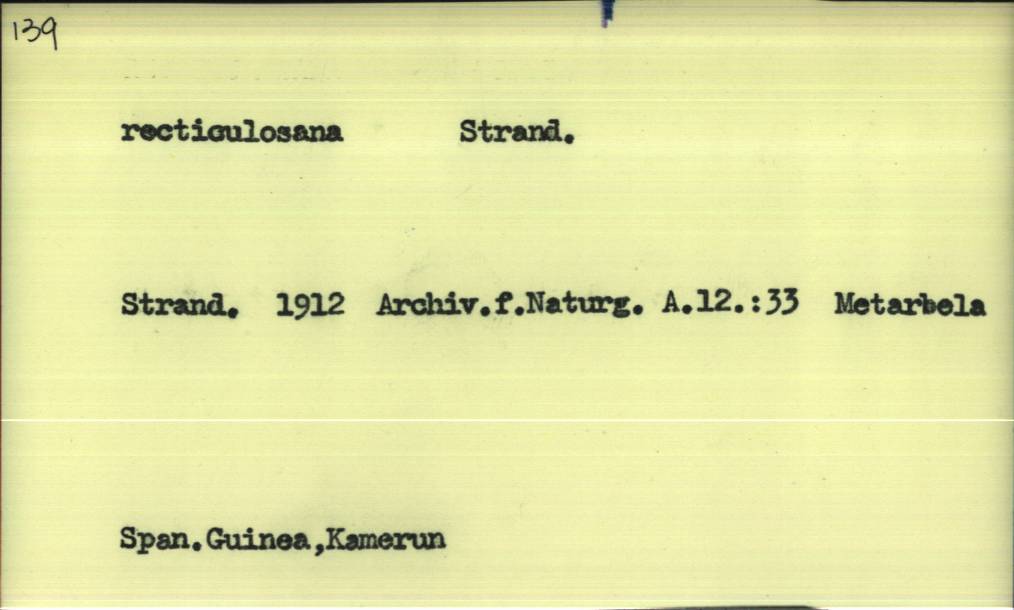 139
recticulosana Strand.
Strand. 1912 Archiv.f.Naturg. A.12.:33 Metarbela
Span.Guinea,Kamerun